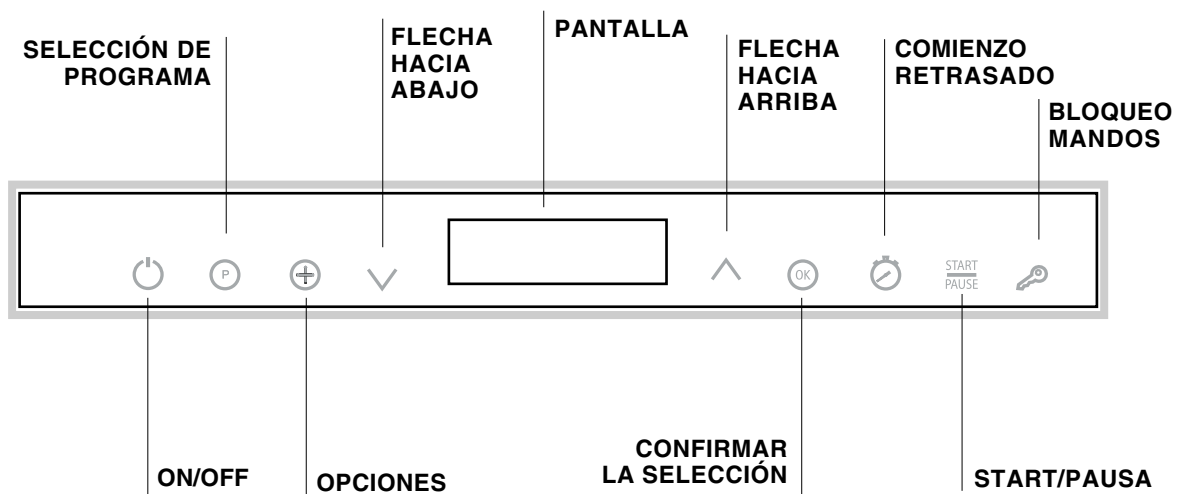 SELECCIÓN DE
PROGRAMA
FLECHA
HACIA
ABAJO
PANTALLA
FLECHA
HACIA
ARRIBA
COMIENZO
RETRASADO
BLOQUEO
MANDOS
P
OK
START
PAUSE
ON/OFF
OPCIONES
CONFIRMAR
LA SELECCIÓN
START/PAUSA